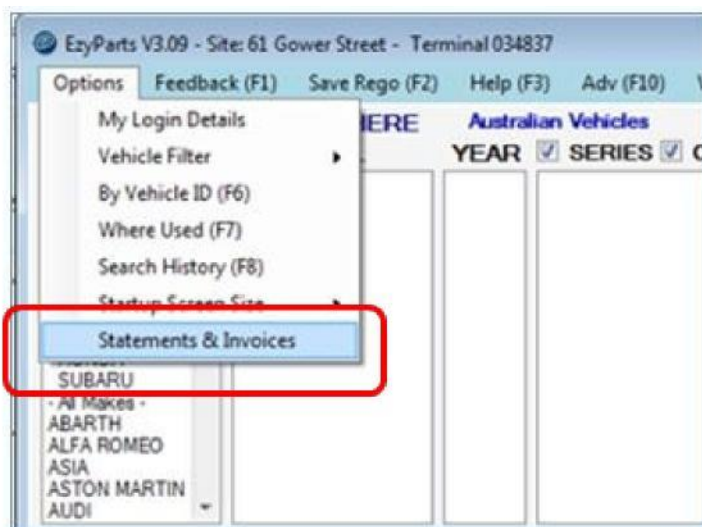 EzyParts V3.09 - Site: 61 Gower Street - Terminal 034837
Options Feedback (F1) Save Rego (F2) Help (F3) Adv (F10)
My Login Details
Vehicle Filter
By Vehicle ID (F6)
Where Used (F7)
Search History (F8)
Startup Screen Size
Statements & Invoices
IERE Australian Vehicles
YEAR SERIES
SUBARU
- All Makes -
ABARTH
ALFA ROMEO
ASIA
ASTON MARTIN
AUDI